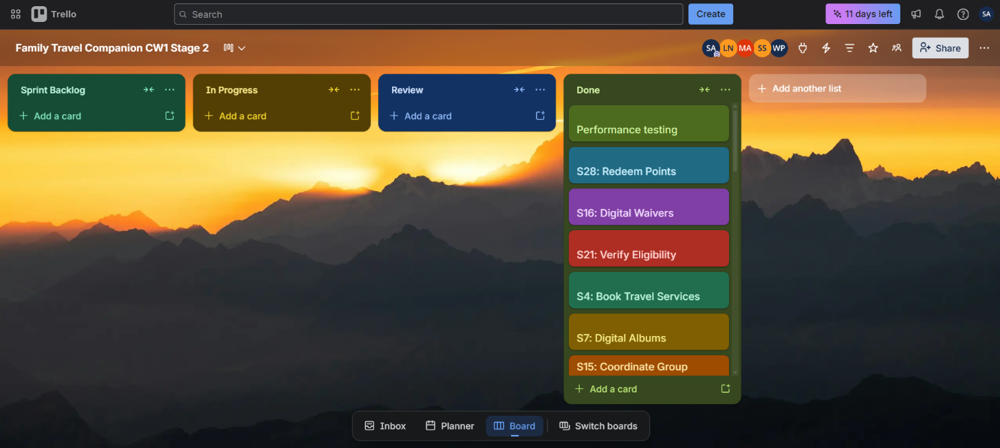 Trello
Search
Create
11 days left
SA
Family Travel Companion CW1 Stage 2
SA LN MA SS WP
Share
Sprint Backlog
Add a card
In Progress
Add a card
Review
Add a card
Done
Performance testing
S28: Redeem Points
S16: Digital Waivers
S21: Verify Eligibility
S4: Book Travel Services
S7: Digital Albums
S15: Coordinate Group
Add a card
Add another list
Inbox
Planner
Board
Switch boards